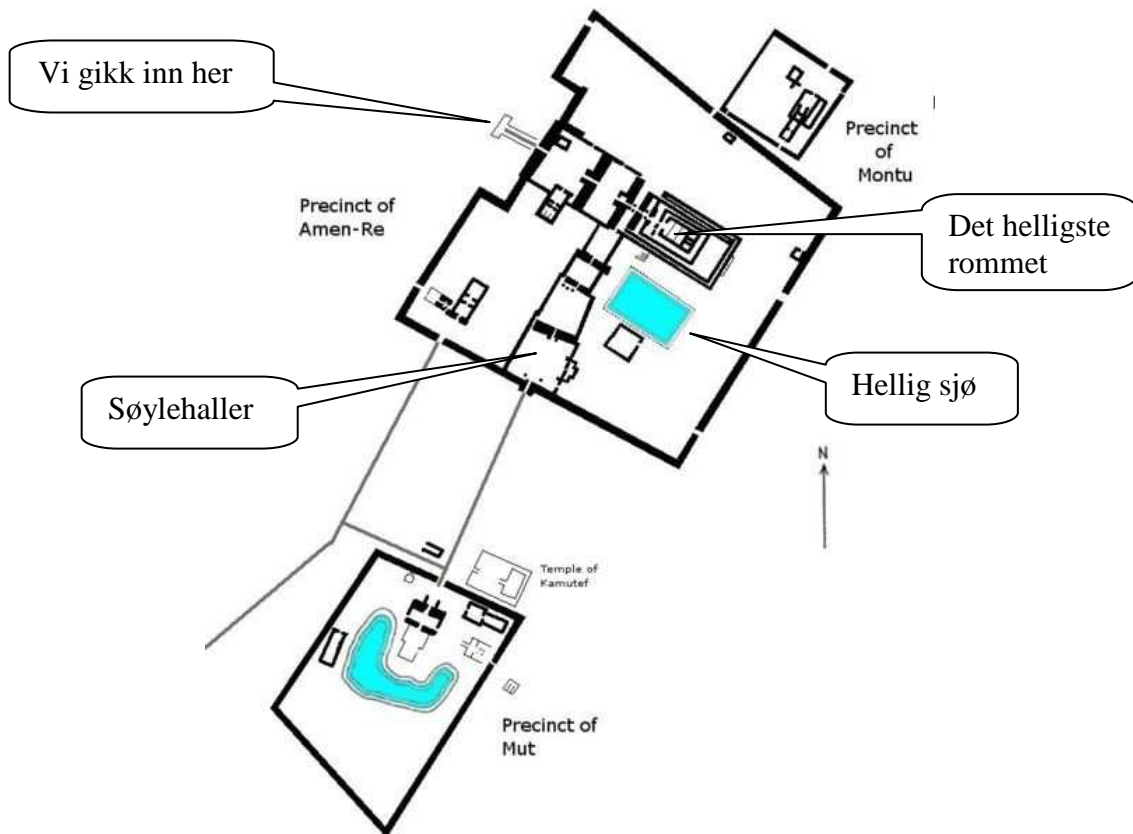 Vi gikk inn her
Precinct
of
Montu
Precinct of
Amen-Re
Det helligste
rommet
Søylehaller
Hellig sjø
N
Temple of
Kamutef
Precinct of
Mut